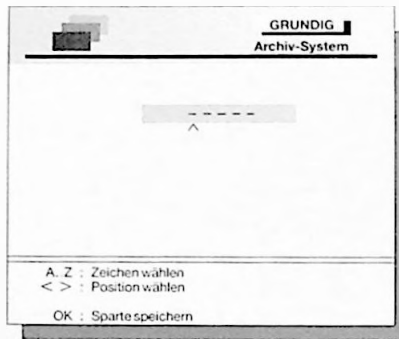 GRUNDIG
Archiv-System
- - - - -
^
A. Z : Zeichen wählen
< > : Position wählen
OK : Sparte speichern